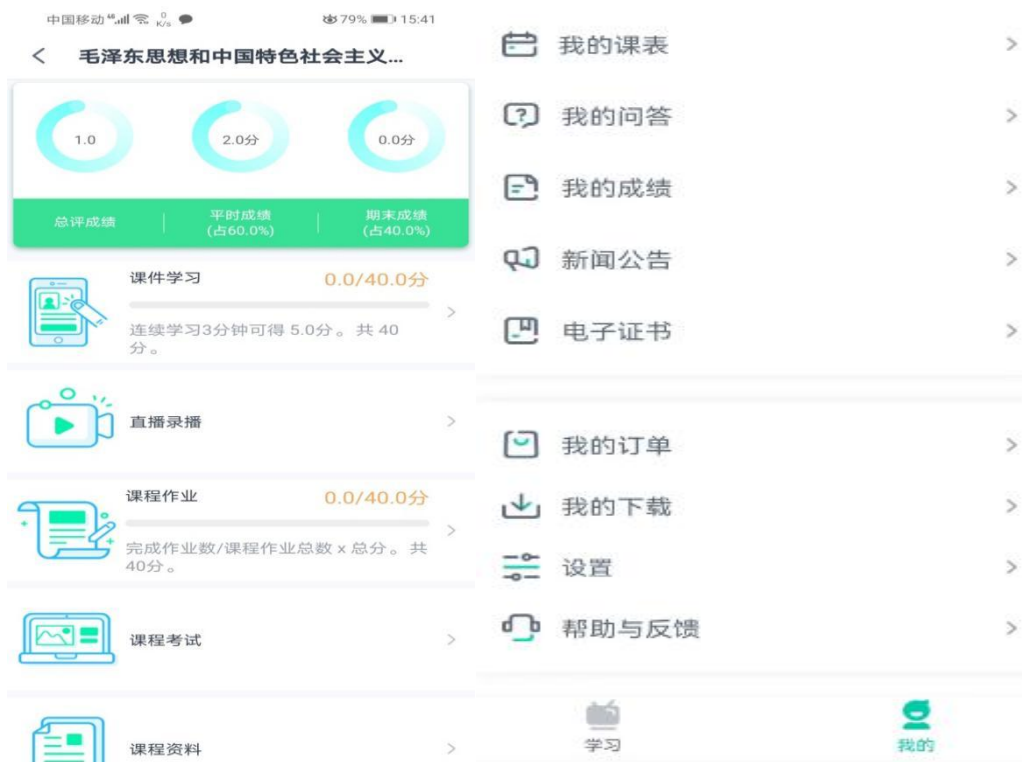 中国移动 46 0 K/s 79% 15:41
毛泽东思想和中国特色社会主义...
1.0
2.0分
0.0分
总评成绩
平时成绩
(占60.0%)
期末成绩
(占40.0%)
课件学习
0.0/40.0分
连续学习3分钟可得 5.0分。共 40
分。
直播录播
课程作业
0.0/40.0分
完成作业数/课程作业总数 x 总分。共
40分。
课程考试
课程资料
我的课表
我的问答
我的成绩
新闻公告
电子证书
我的订单
我的下载
设置
帮助与反馈
学习
我的